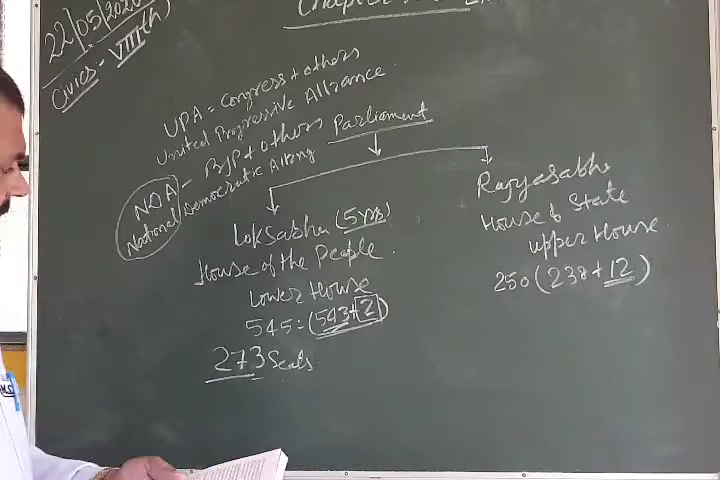 22/05/2020
Civics - VIIIth
UPA = Congress + others
United Progressive Alliance
NDA - BJP + others
National Democratic
Parliament
Loksabha (5yrs)
House of the People
Lower House
545 = (543+2)
273 Seats
Rajyasabha
House of State
upper House
250 (238+12)